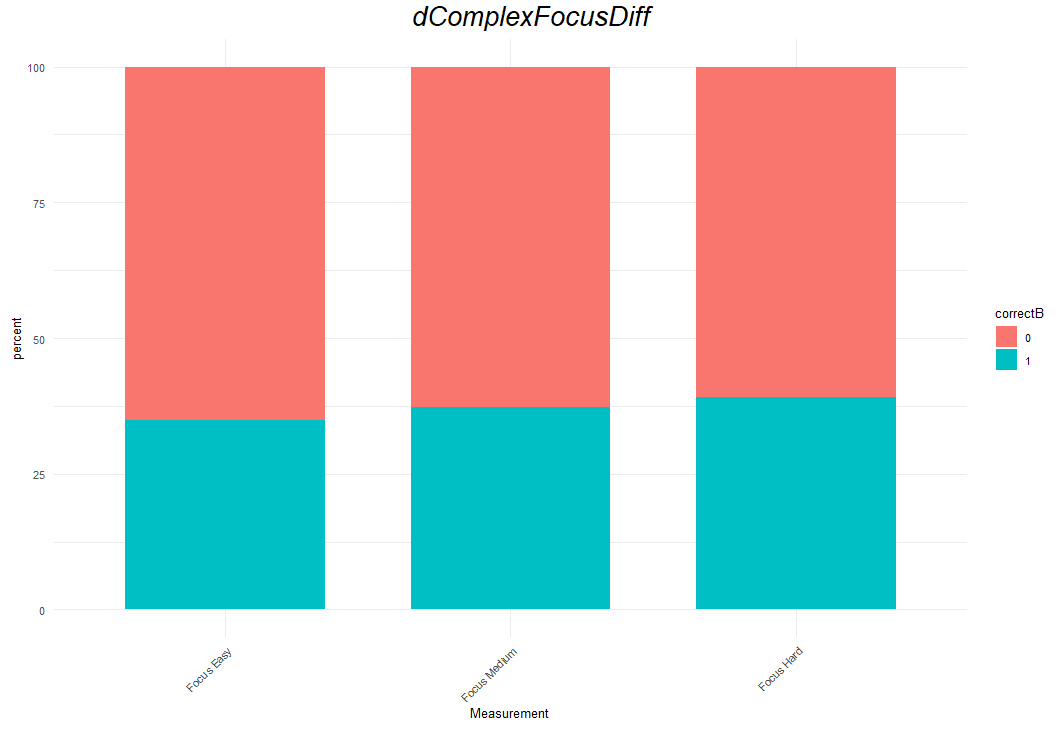 dComplexFocusDiff
100
75
50
25
0
percent
Focus Easy
Focus Medium
Focus Hard
Measurement
correctB
0
1